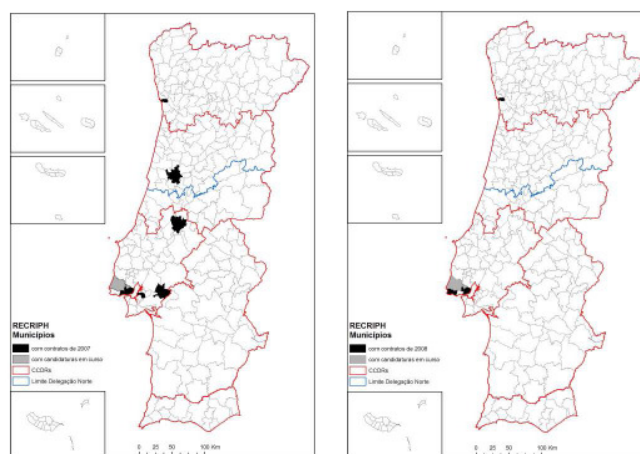 RECRIPH
Municípios
com contratos de 2007
com candidaturas em curso
CCDRs
Limite Delegação Norte
0 25 50 100 Km
RECRIPH
Municípios
com contratos de 2008
com candidaturas em curso
CCDRs
Limite Delegação Norte
0 25 50 100 Km